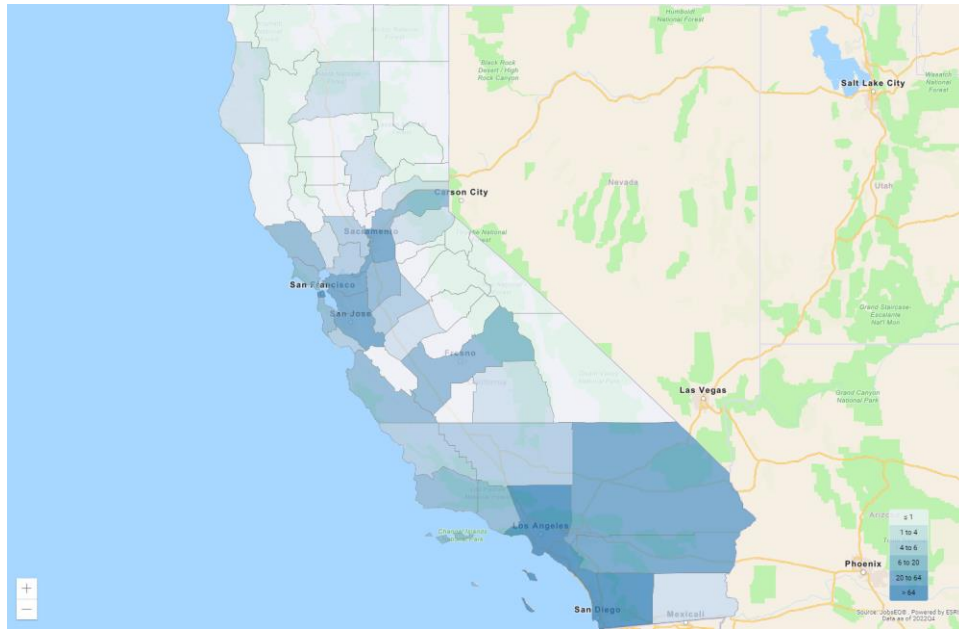 Humboldt
National Forest
Black Rock
Desert / High
Rock Canyon
Salt Lake City
Wasatch
National
Forest
Nevada
Utah
Carson City
Sacramento
San Francisco
San Jose
Fresno
Las Vegas
Grand Staircase-
Escalante
Nat'l Mon
Grand Canyon
National Park
Los Angeles
Channel Islands
San Diego
Mexicali
Phoenix
≤ 1
1 to 4
4 to 6
6 to 20
20 to 64
> 64
+
−
Source: JobsEQ®, Powered by ESRI
Data as of 2022Q4